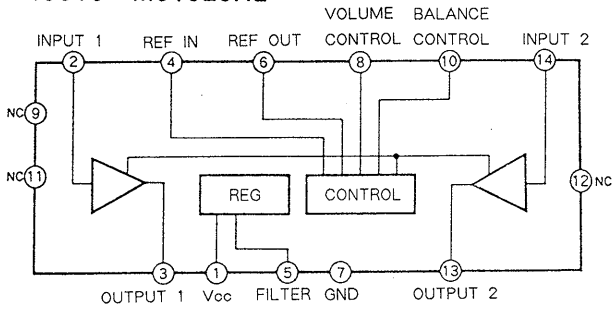 VOLUME BALANCE
INPUT 1 REF IN REF OUT CONTROL CONTROL INPUT 2
2 4 6 8 10 14
NC 9
NC 11
12 NC
REG CONTROL
3 1 5 7 13
OUTPUT 1 Vcc FILTER GND OUTPUT 2